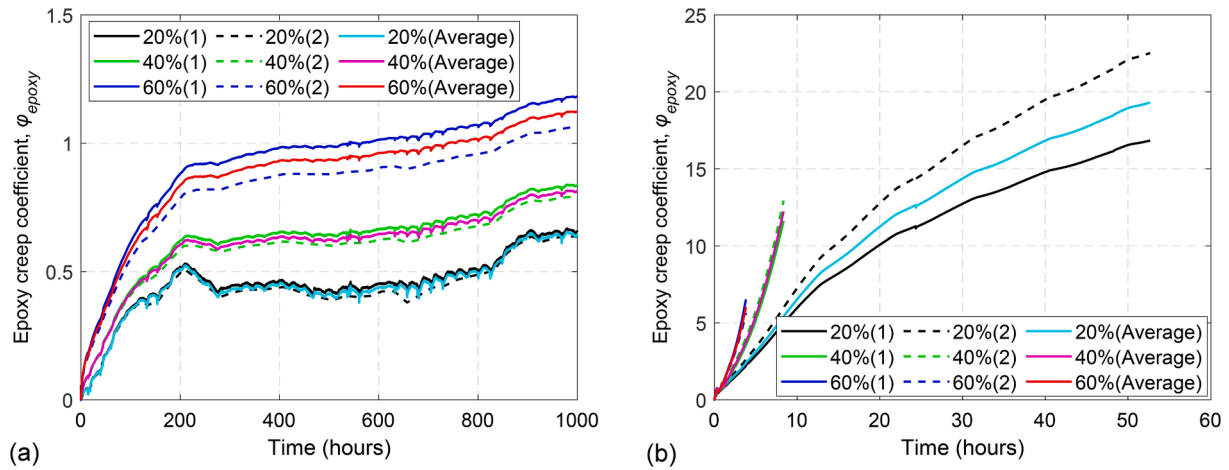 1.5
1
0.5
0
Epoxy creep coefficient, φepoxy
20%(1) 20%(2) 20%(Average)
40%(1) 40%(2) 40%(Average)
60%(1) 60%(2) 60%(Average)
0 200 400 600 800 1000
Time (hours)
(a)
25
20
15
10
5
0
Epoxy creep coefficient, φepoxy
20%(1) 20%(2) 20%(Average)
40%(1) 40%(2) 40%(Average)
60%(1) 60%(2) 60%(Average)
0 10 20 30 40 50 60
Time (hours)
(b)